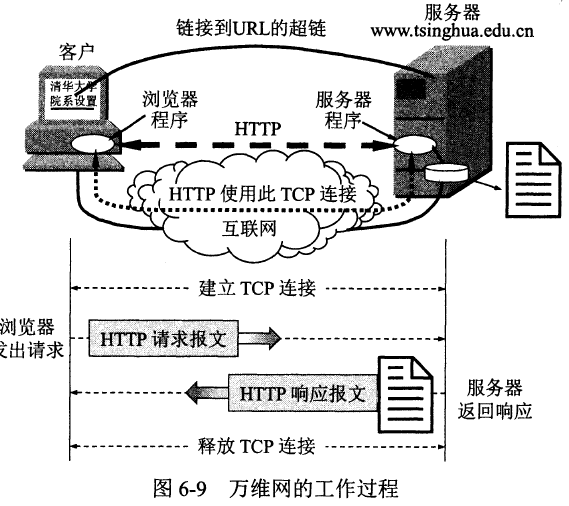 链接到URL的超链
服务器
www.tsinghua.edu.cn
客户
清华大学
院系设置
浏览器
程序
服务器
程序
HTTP
HTTP 使用此 TCP 连接
互联网
建立 TCP 连接
浏览器
发出请求
HTTP 请求报文
HTTP 响应报文
服务器
返回响应
释放 TCP 连接
图 6-9 万维网的工作过程